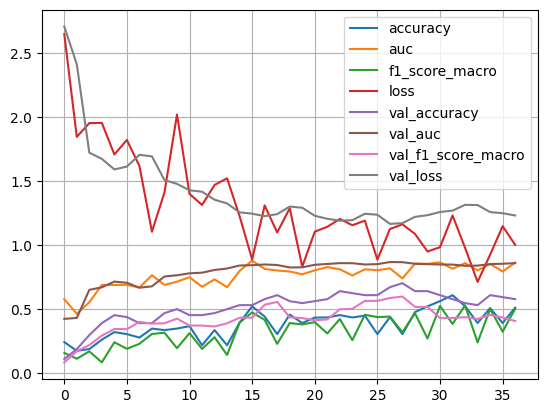 accuracy
auc
f1_score_macro
loss
val_accuracy
val_auc
val_f1_score_macro
val_loss
2.5
2.0
1.5
1.0
0.5
0.0
0 5 10 15 20 25 30 35